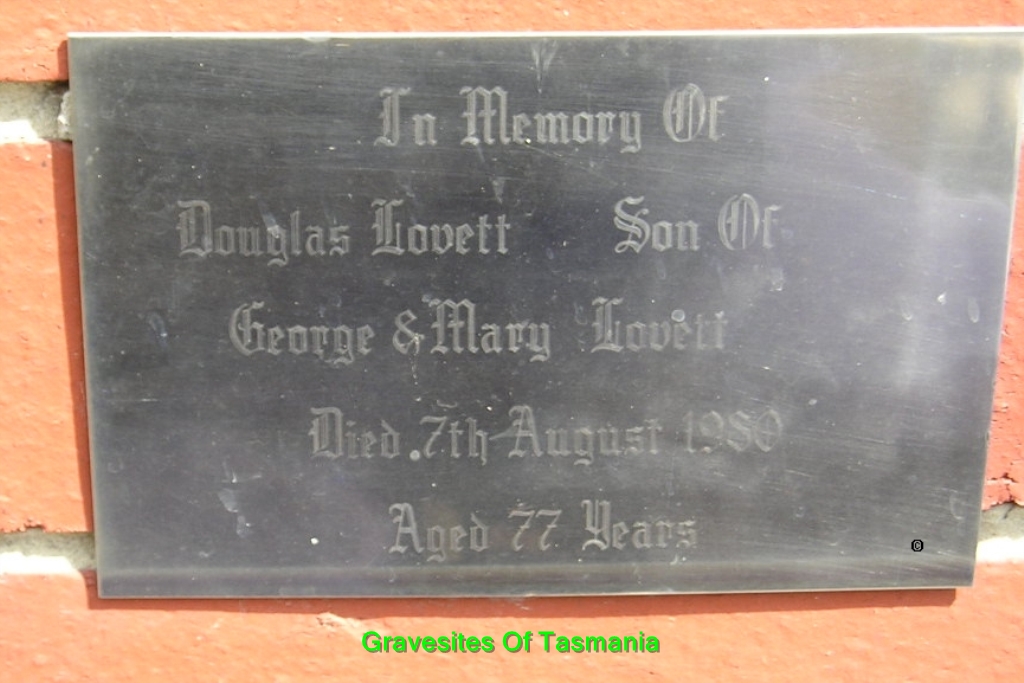 In Memory Of
Douglas Lovett Son Of
George & Mary Lovett
Died 7th August 1980
Aged 77 Years
©
Gravesites Of Tasmania